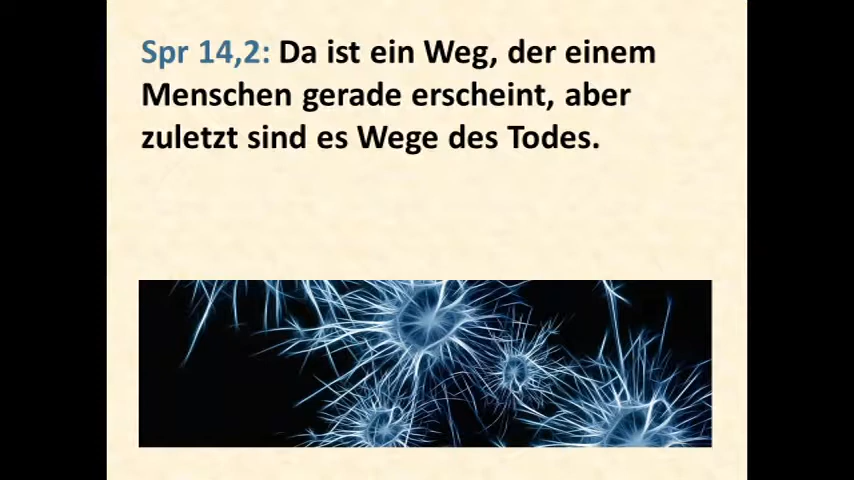 Spr 14,2: Da ist ein Weg, der einem
Menschen gerade erscheint, aber
zuletzt sind es Wege des Todes.